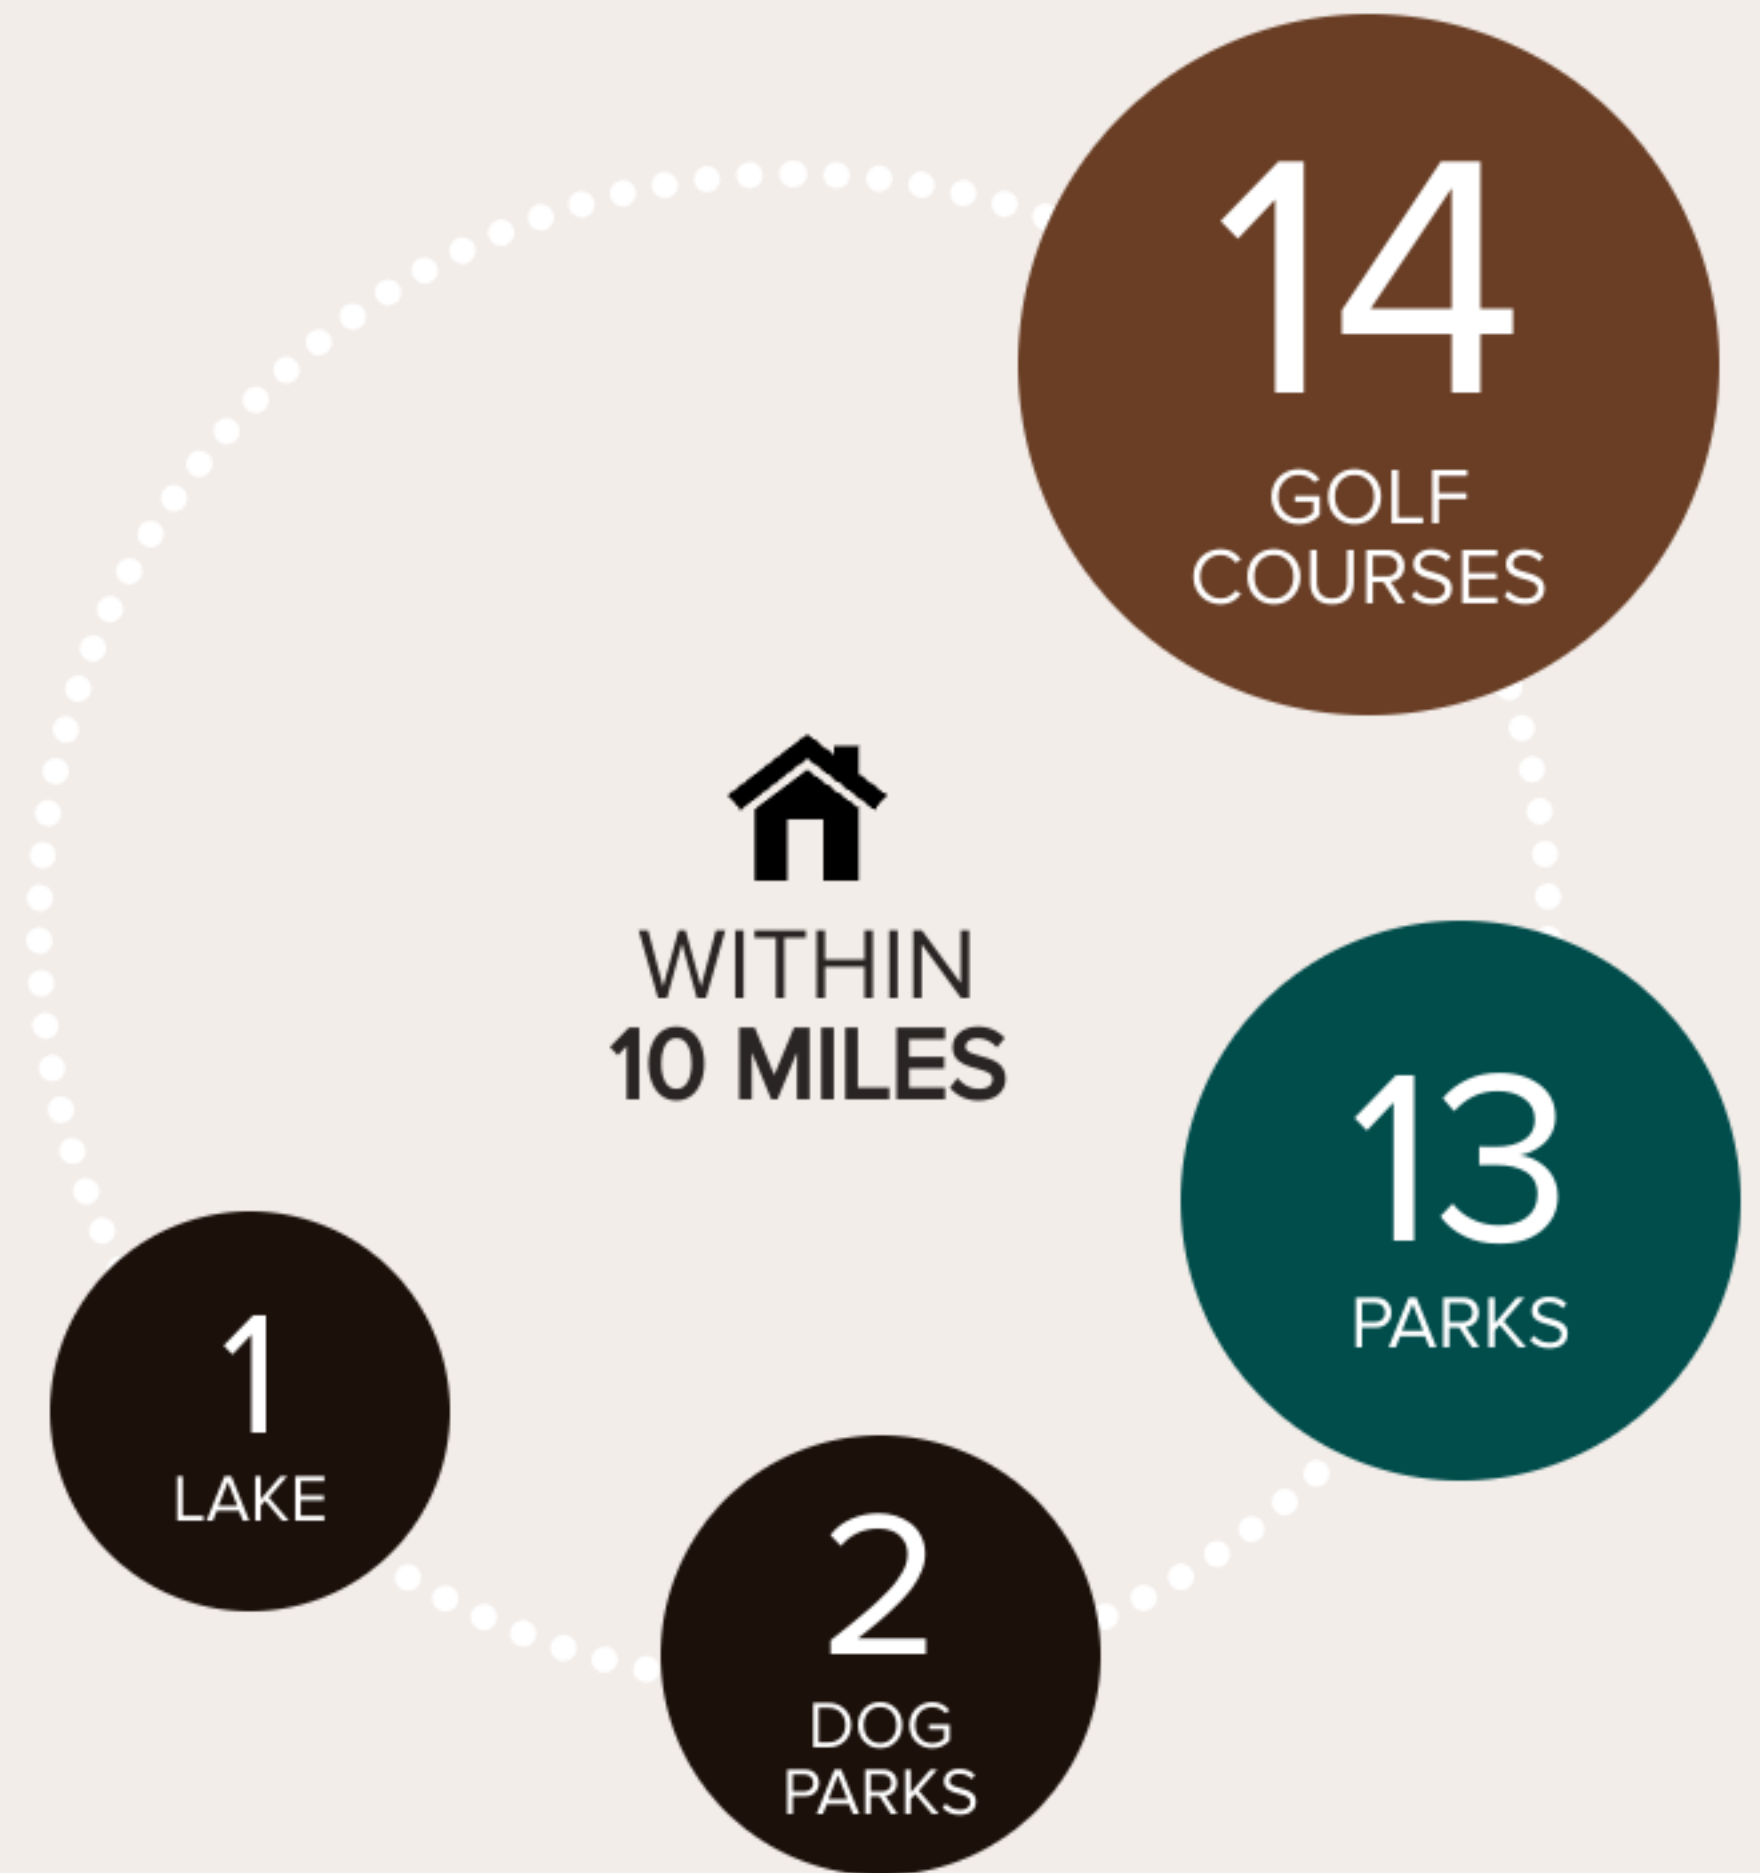 14
GOLF
COURSES
WITHIN
10 MILES
13
PARKS
1
LAKE
2
DOG
PARKS